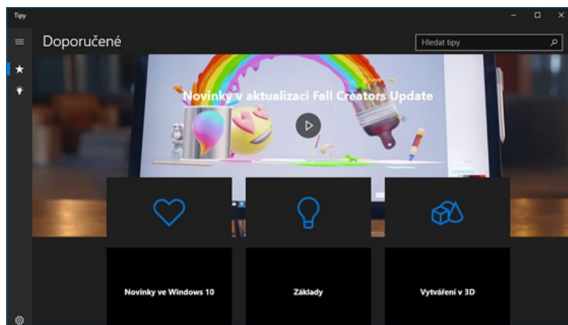 Tipy
Doporučené
Hledat tipy
Novinky v aktualizaci Fall Creators Update
Novinky ve Windows 10
Základy
Vytváření v 3D